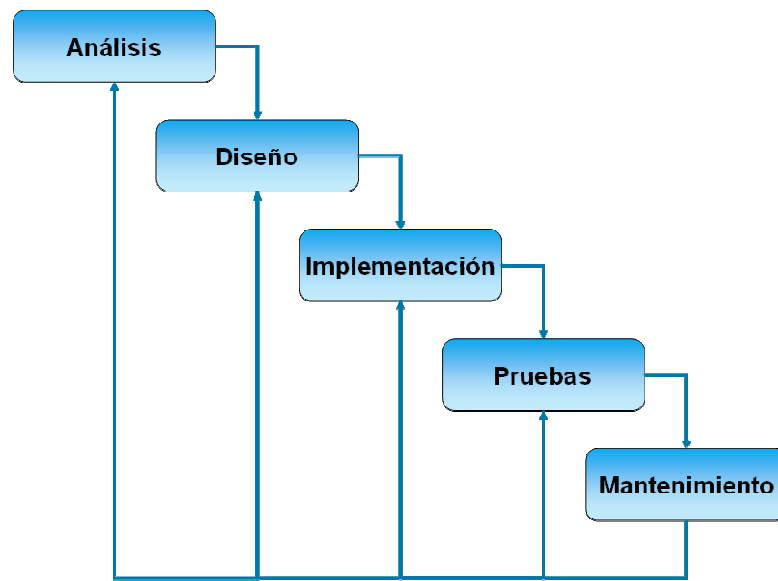 Análisis
Diseño
Implementación
Pruebas
Mantenimiento